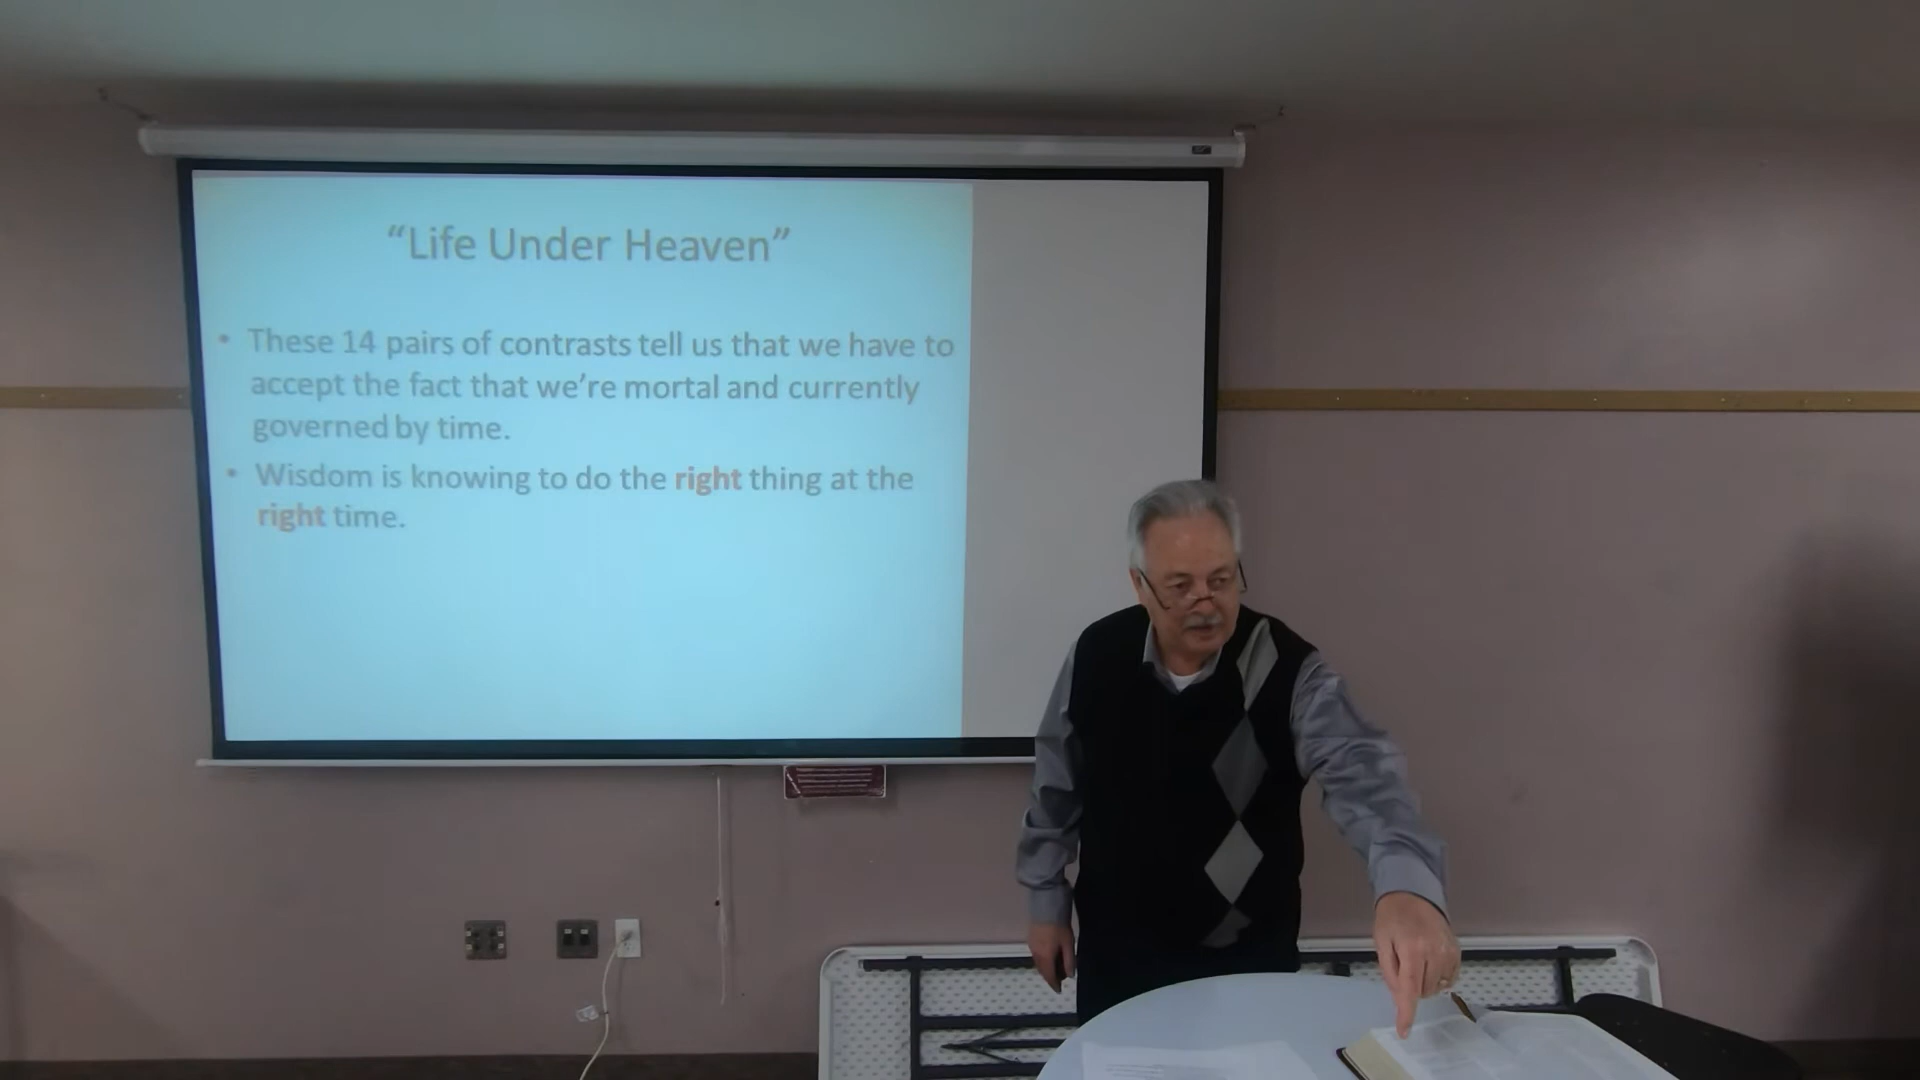 “Life Under Heaven”
• These 14 pairs of contrasts tell us that we have to
accept the fact that we’re mortal and currently
governed by time.
• Wisdom is knowing to do the right thing at the
right time.